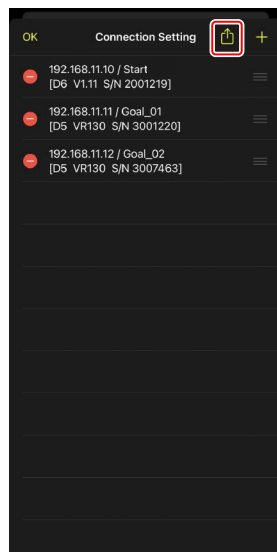 OK Connection Setting +
192.168.11.10 / Start
[D6 V1.11 S/N 2001219]
192.168.11.11 / Goal_01
[D5 VR130 S/N 3001220]
192.168.11.12 / Goal_02
[D5 VR130 S/N 3007463]